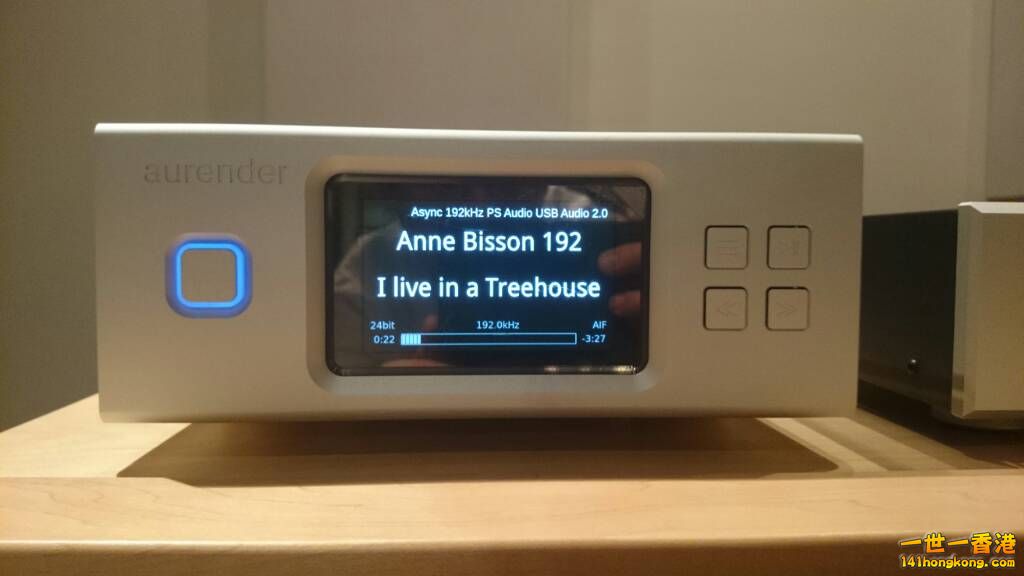 aurender
Async 192kHz PS Audio USB Audio 2.0
Anne Bisson 192
I live in a Treehouse
24bit 192.0kHz AIF
0:22 -3:27
一世一香港
141hongkong.com